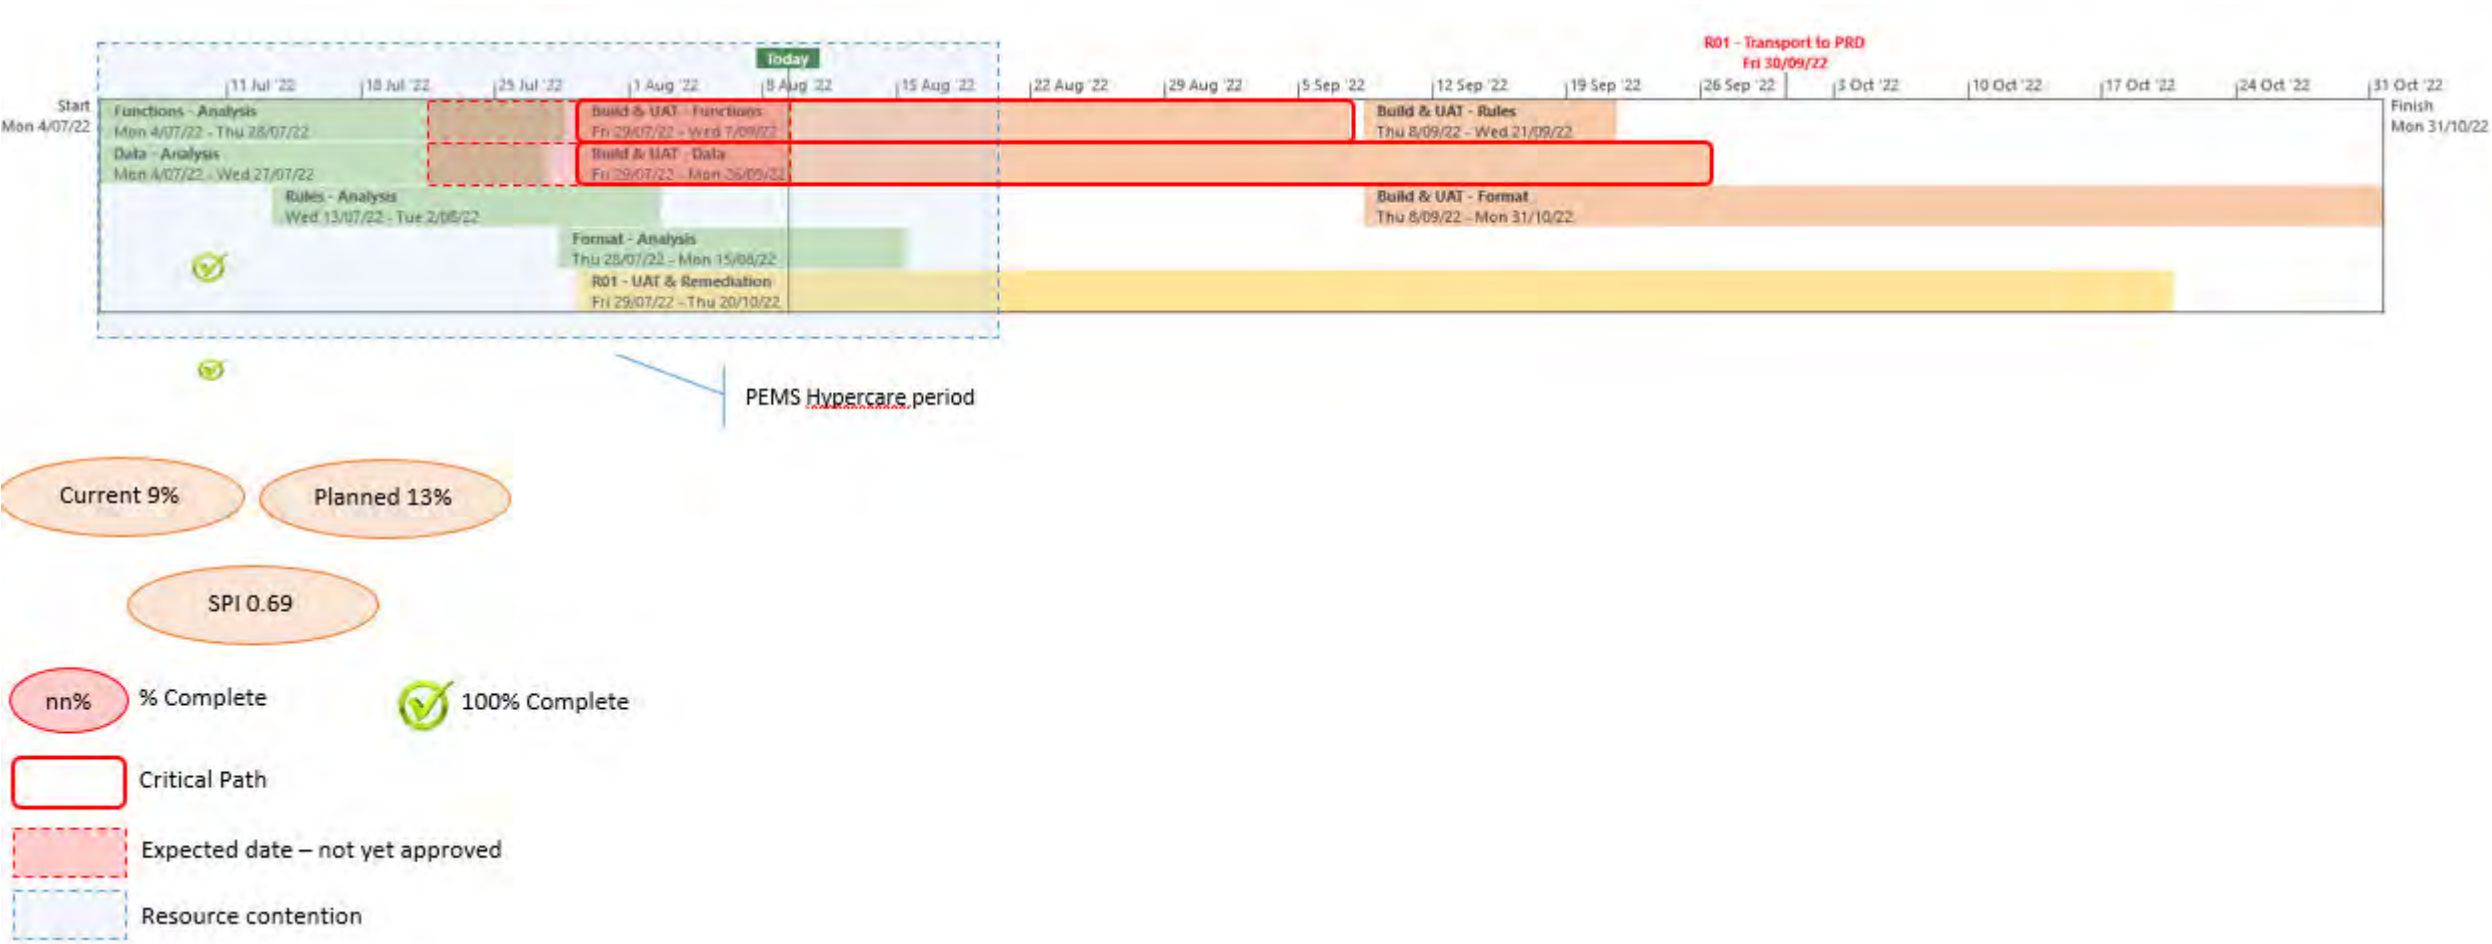 R01 - Transport to PRD
Fri 30/09/22
Today
11 Jul '22
18 Jul '22
25 Jul '22
1 Aug '22
8 Aug '22
15 Aug '22
22 Aug '22
29 Aug '22
5 Sep '22
12 Sep '22
19 Sep '22
26 Sep '22
3 Oct '22
10 Oct '22
17 Oct '22
24 Oct '22
31 Oct '22
Start
Mon 4/07/22
Finish
Mon 31/10/22
Functions - Analysis
Mon 4/07/22 - Thu 28/07/22
Build & UAT - Functions
Fri 29/07/22 - Wed 7/09/22
Build & UAT - Rules
Thu 8/09/22 - Wed 21/09/22
Data - Analysis
Mon 4/07/22 - Wed 27/07/22
Build & UAT - Data
Fri 29/07/22 - Mon 26/09/22
Rules - Analysis
Wed 13/07/22 - Tue 2/08/22
Build & UAT - Format
Thu 8/09/22 - Mon 31/10/22
Format - Analysis
Thu 28/07/22 - Mon 15/08/22
R01 - UAT & Remediation
Fri 29/07/22 - Thu 20/10/22
PEMS Hypercare period
Current 9%
Planned 13%
SPI 0.69
nn%
% Complete
100% Complete
Critical Path
Expected date – not yet approved
Resource contention